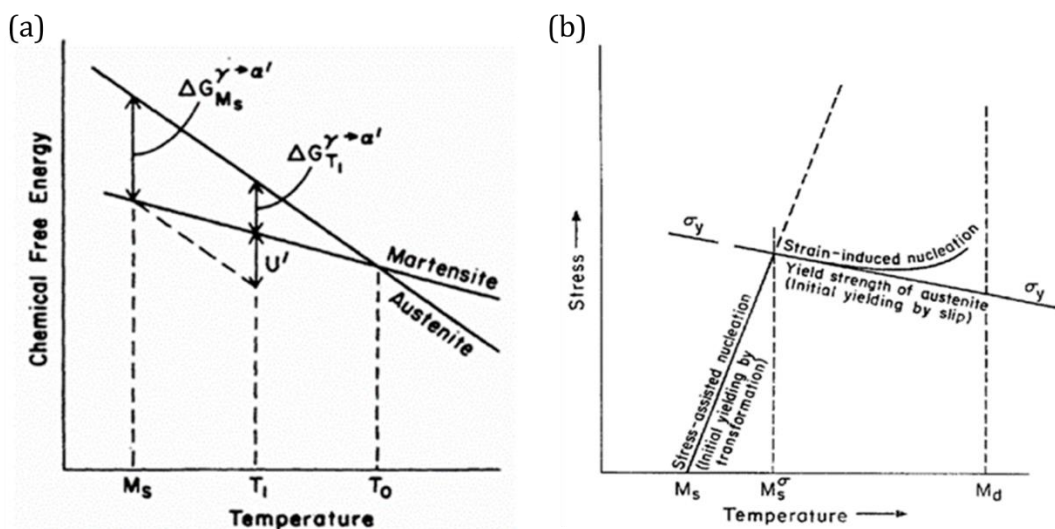 (a)
ΔG Mₛ γ→α'
ΔG T₁ γ→α'
U'
Martensite
Austenite
Chemical Free Energy
Mₛ T₁ T₀
Temperature
(b)
σy
Strain-induced nucleation
Yield strength of austenite
(Initial yielding by slip)
σy
Stress-assisted nucleation
(Initial yielding by
transformation)
Stress
Mₛ Mₛσ Md
Temperature